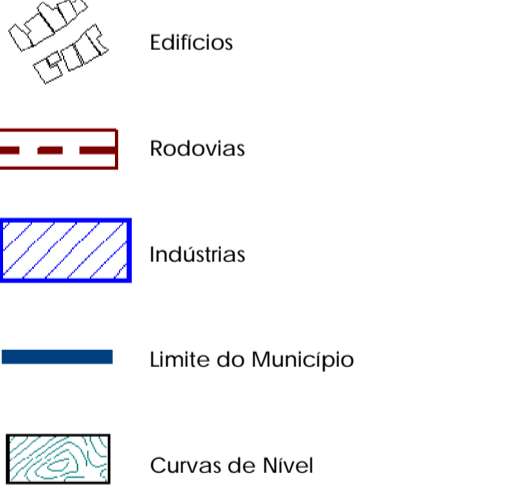 Edifícios
Rodovias
Indústrias
Limite do Município
Curvas de Nível